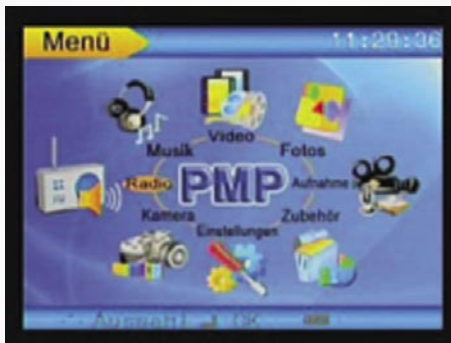 Menü 11:29:36
Video
Musik Fotos
Radio PMP Aufnahme
Kamera Zubehör
Einstellungen
Auswahl OK